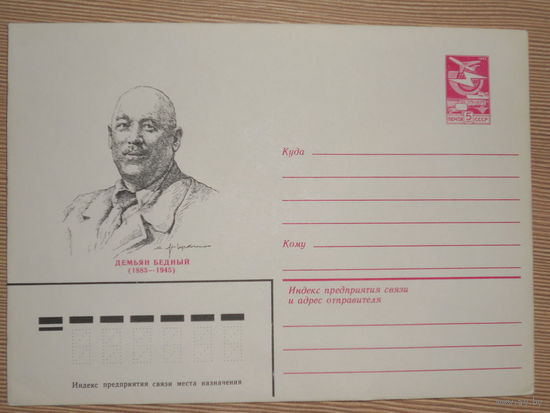 ПОЧТА 5 СССР
Куда
Кому
ДЕМЬЯН БЕДНЫЙ
(1883—1945)
Индекс предприятия связи
и адрес отправителя
Индекс предприятия связи места назначения